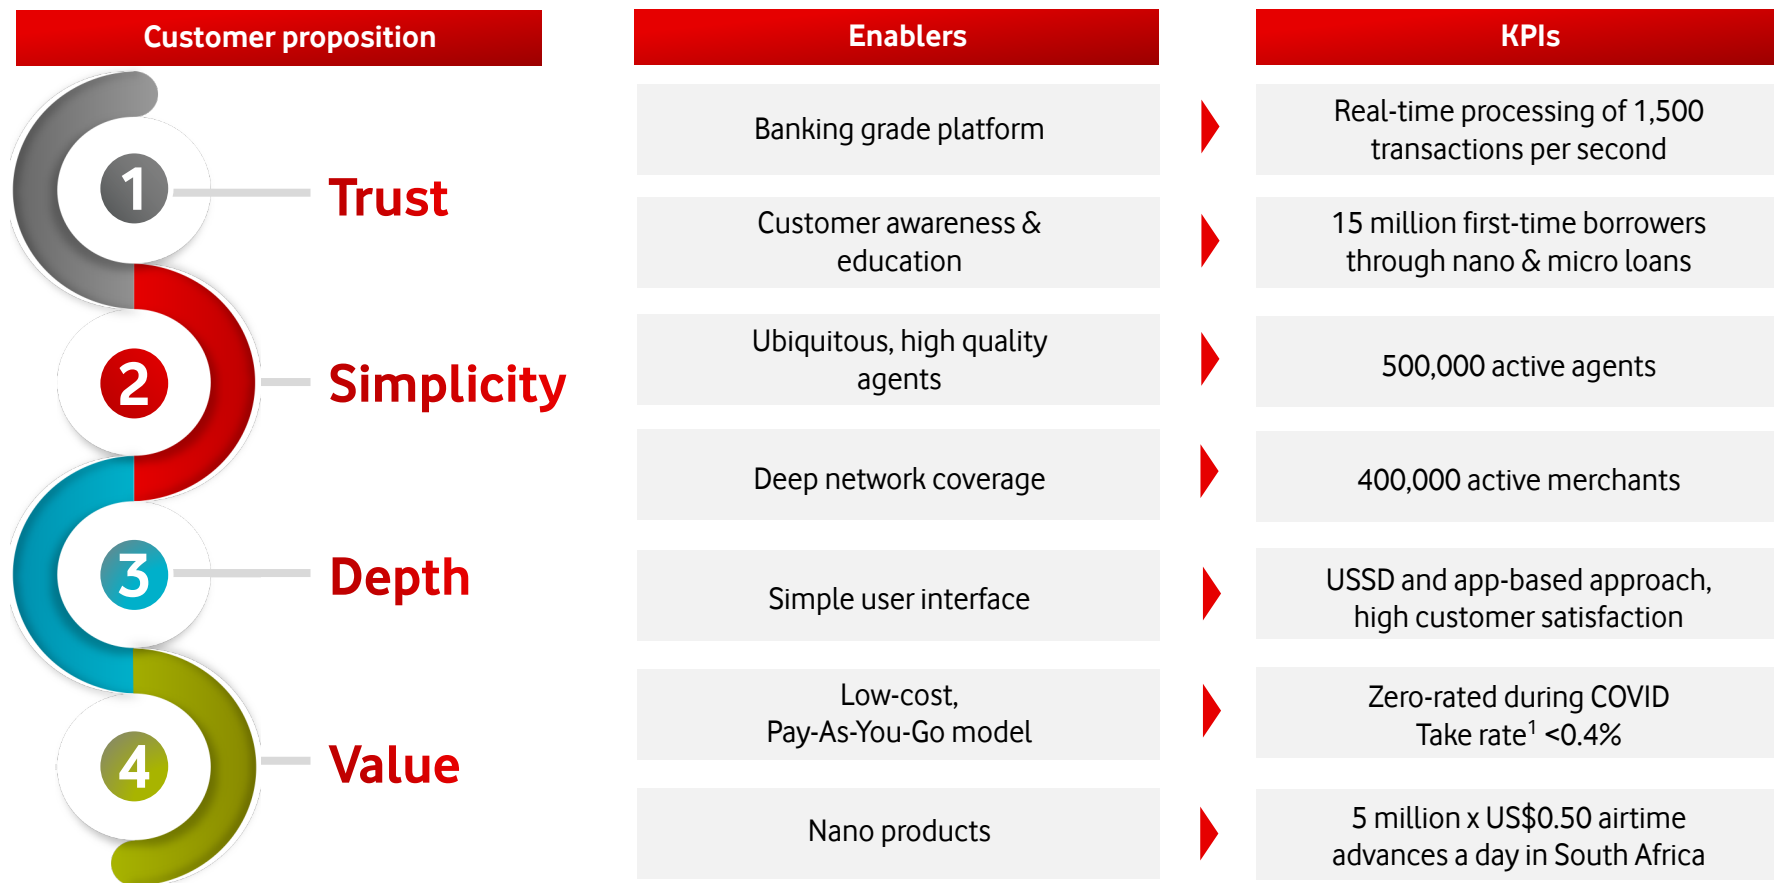 Customer proposition
1
Trust
2
Simplicity
3
Depth
4
Value
Enablers
KPIs
Banking grade platform
Real-time processing of 1,500
transactions per second
Customer awareness &
education
15 million first-time borrowers
through nano & micro loans
Ubiquitous, high quality
agents
500,000 active agents
Deep network coverage
400,000 active merchants
Simple user interface
USSD and app-based approach,
high customer satisfaction
Low-cost,
Pay-As-You-Go model
Zero-rated during COVID
Take rate¹ <0.4%
Nano products
5 million x US$0.50 airtime
advances a day in South Africa